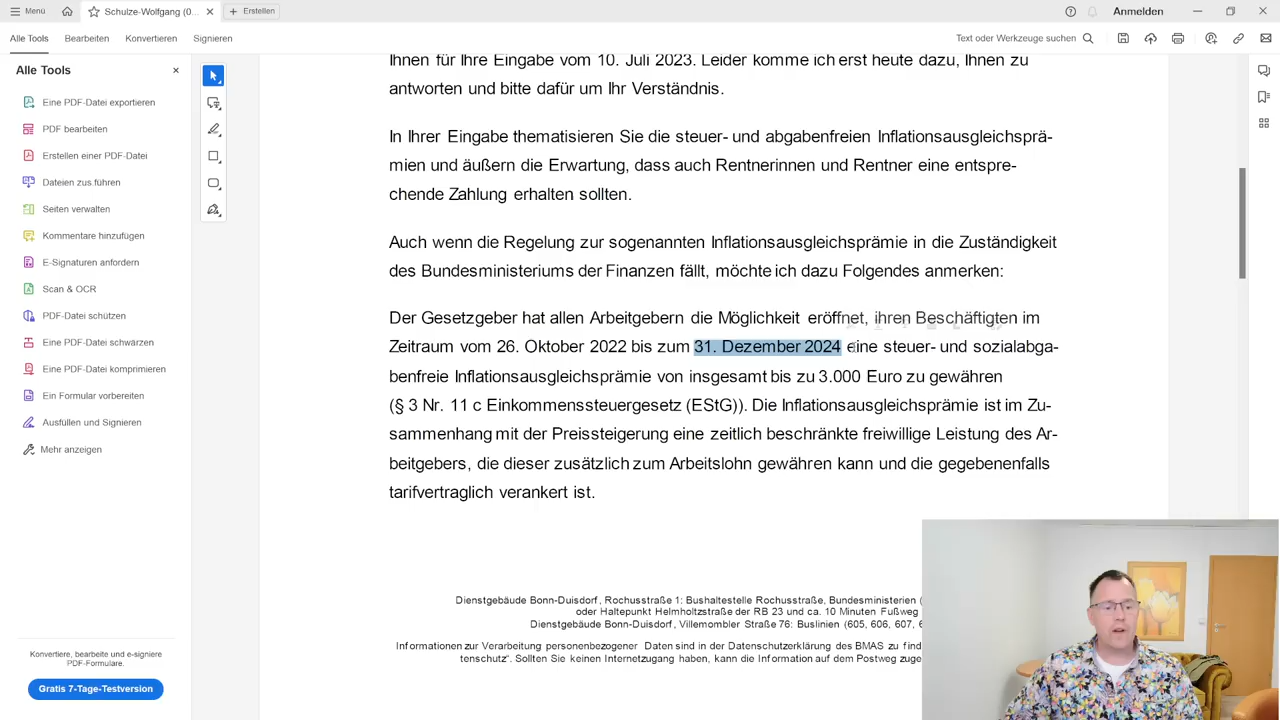 Menü
Schulze-Wolfgang (0...
Erstellen
Anmelden
Alle Tools
Bearbeiten
Konvertieren
Signieren
Text oder Werkzeuge suchen
Alle Tools
Eine PDF-Datei exportieren
PDF bearbeiten
Erstellen einer PDF-Datei
Dateien zus.führen
Seiten verwalten
Kommentare hinzufügen
E-Signaturen anfordern
Scan & OCR
PDF-Datei schützen
Eine PDF-Datei schwärzen
Eine PDF-Datei komprimieren
Ein Formular vorbereiten
Ausfüllen und Signieren
Mehr anzeigen
Konvertiere, bearbeite und e-signiere
PDF-Formulare.
Gratis 7-Tage-Testversion
Ihnen für Ihre Eingabe vom 10. Juli 2023. Leider komme ich erst heute dazu, Ihnen zu
antworten und bitte dafür um Ihr Verständnis.
In Ihrer Eingabe thematisieren Sie die steuer- und abgabenfreien Inflationsausgleichsprä-
mien und äußern die Erwartung, dass auch Rentnerinnen und Rentner eine entspre-
chende Zahlung erhalten sollten.
Auch wenn die Regelung zur sogenannten Inflationsausgleichsprämie in die Zuständigkeit
des Bundesministeriums der Finanzen fällt, möchte ich dazu Folgendes anmerken:
Der Gesetzgeber hat allen Arbeitgebern die Möglichkeit eröffnet, ihren Beschäftigten im
Zeitraum vom 26. Oktober 2022 bis zum 31. Dezember 2024 eine steuer- und sozialabga-
benfreie Inflationsausgleichsprämie von insgesamt bis zu 3.000 Euro zu gewähren
(§ 3 Nr. 11 c Einkommenssteuergesetz (EStG)). Die Inflationsausgleichsprämie ist im Zu-
sammenhang mit der Preissteigerung eine zeitlich beschränkte freiwillige Leistung des Ar-
beitgebers, die dieser zusätzlich zum Arbeitslohn gewähren kann und die gegebenenfalls
tarifvertraglich verankert ist.
Dienstgebäude Bonn-Duisdorf, Rochusstraße 1: Bushaltestelle Rochusstraße, Bundesministerien (
oder Haltepunkt Helmholtzstraße der RB 23 und ca. 10 Minuten Fußweg
Dienstgebäude Bonn-Duisdorf, Villemombler Straße 76: Buslinien (605, 606, 607, 6
Informationen zur Verarbeitung personenbezogener Daten sind in der Datenschutzerklärung des BMAS zu find
tenschutz“. Sollten Sie keinen Internetzugang haben, kann die Information auf dem Postweg zuge